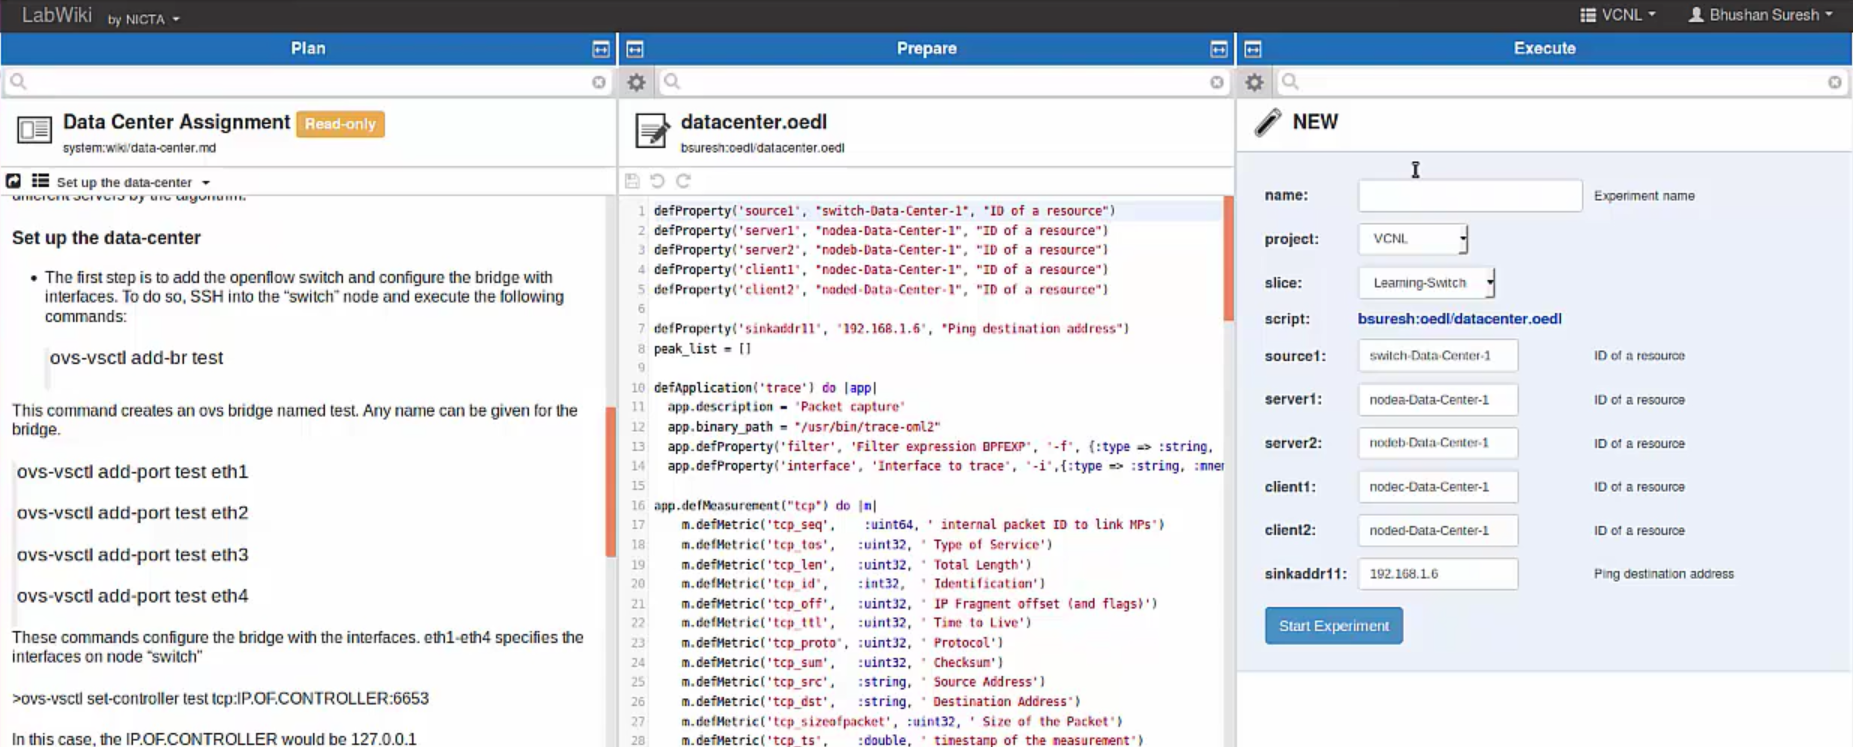 LabWiki by NICTA
VCNL Bhushan Suresh
Plan
Data Center Assignment Read-only
system:wiki/data-center.md
Set up the data-center
different servers by the algorithm.
Set up the data-center
• The first step is to add the openflow switch and configure the bridge with
interfaces. To do so, SSH into the “switch” node and execute the following
commands:
ovs-vsctl add-br test
This command creates an ovs bridge named test. Any name can be given for the
bridge.
ovs-vsctl add-port test eth1
ovs-vsctl add-port test eth2
ovs-vsctl add-port test eth3
ovs-vsctl add-port test eth4
These commands configure the bridge with the interfaces. eth1-eth4 specifies the
interfaces on node “switch”
>ovs-vsctl set-controller test tcp:IP.OF.CONTROLLER:6653
In this case, the IP.OF.CONTROLLER would be 127.0.0.1
Prepare
datacenter.oedl
bsuresh:oedl/datacenter.oedl
1 defProperty('source1', "switch-Data-Center-1", "ID of a resource")
2 defProperty('server1', "nodea-Data-Center-1", "ID of a resource")
3 defProperty('server2', "nodeb-Data-Center-1", "ID of a resource")
4 defProperty('client1', "nodec-Data-Center-1", "ID of a resource")
5 defProperty('client2', "noded-Data-Center-1", "ID of a resource")
6
7 defProperty('sinkaddr11', '192.168.1.6', "Ping destination address")
8 peak_list = []
9
10 defApplication('trace') do |app|
11 app.description = 'Packet capture'
12 app.binary_path = "/usr/bin/trace-oml2"
13 app.defProperty('filter', 'Filter expression BPFEXP', '-f', {:type => :string,
14 app.defProperty('interface', 'Interface to trace', '-i',{:type => :string, :mnem
15
16 app.defMeasurement("tcp") do |m|
17 m.defMetric('tcp_seq', :uint64, ' internal packet ID to link MPs')
18 m.defMetric('tcp_tos', :uint32, ' Type of Service')
19 m.defMetric('tcp_len', :uint32, ' Total Length')
20 m.defMetric('tcp_id', :int32, ' Identification')
21 m.defMetric('tcp_off', :uint32, ' IP Fragment offset (and flags)')
22 m.defMetric('tcp_ttl', :uint32, ' Time to Live')
23 m.defMetric('tcp_proto', :uint32, ' Protocol')
24 m.defMetric('tcp_sum', :uint32, ' Checksum)
25 m.defMetric('tcp_src', :string, ' Source Address')
26 m.defMetric('tcp_dst', :string, ' Destination Address')
27 m.defMetric('tcp_sizeofpacket', :uint32, ' Size of the Packet')
28 m.defMetric('tcp_ts', :double, ' timestamp of the measurement')
Execute
NEW
name: Experiment name
project: VCNL
slice: Learning-Switch
script: bsuresh:oedl/datacenter.oedl
source1: switch-Data-Center-1 ID of a resource
server1: nodea-Data-Center-1 ID of a resource
server2: nodeb-Data-Center-1 ID of a resource
client1: nodec-Data-Center-1 ID of a resource
client2: noded-Data-Center-1 ID of a resource
sinkaddr11: 192.168.1.6 Ping destination address
Start Experiment